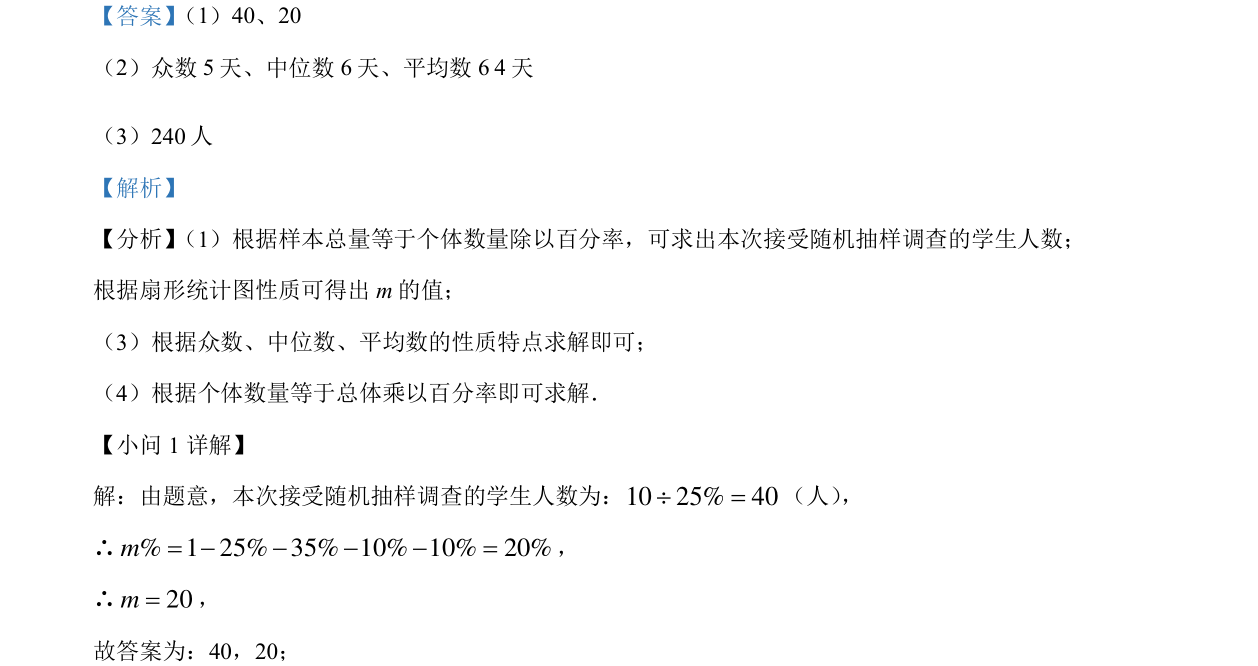 【答案】（1）40、20
（2）众数 5 天、中位数 6 天、平均数 6 4 天
（3）240 人
【解析】
【分析】（1）根据样本总量等于个体数量除以百分率，可求出本次接受随机抽样调查的学生人数；
根据扇形统计图性质可得出 m 的值；
（3）根据众数、中位数、平均数的性质特点求解即可；
（4）根据个体数量等于总体乘以百分率即可求解．
【小问 1 详解】
解：由题意，本次接受随机抽样调查的学生人数为：10÷25% = 40（人），
∴ m% = 1−25%−35%−10%−10% = 20%，
∴ m = 20，
故答案为：40，20；